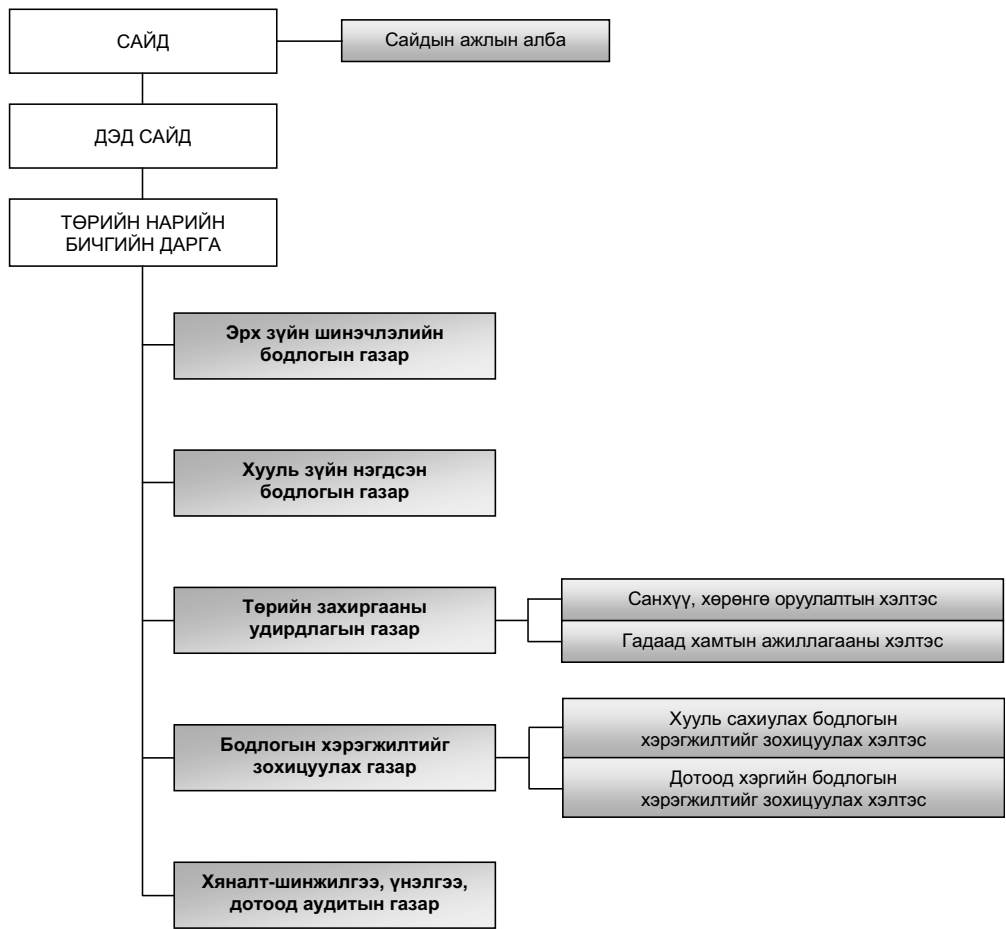 САЙД
Сайдын ажлын алба
ДЭД САЙД
ТӨРИЙН НАРИЙН
БИЧГИЙН ДАРГА
Эрх зүйн шинэчлэлийн
бодлогын газар
Хууль зүйн нэгдсэн
бодлогын газар
Төрийн захиргааны
удирдлагын газар
Санхүү, хөрөнгө оруулалтын хэлтэс
Гадаад хамтын ажиллагааны хэлтэс
Бодлогын хэрэгжилтийг
зохицуулах газар
Хууль сахиулах бодлогын
хэрэгжилтийг зохицуулах хэлтэс
Дотоод хэргийн бодлогын
хэрэгжилтийг зохицуулах хэлтэс
Хяналт-шинжилгээ, үнэлгээ,
дотоод аудитын газар